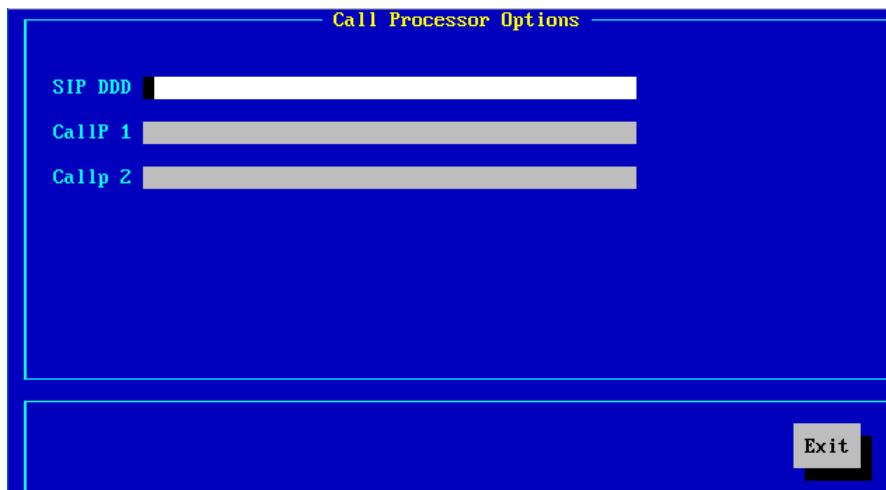 Call Processor Options
SIP DDD
CallP 1
Callp 2
Exit